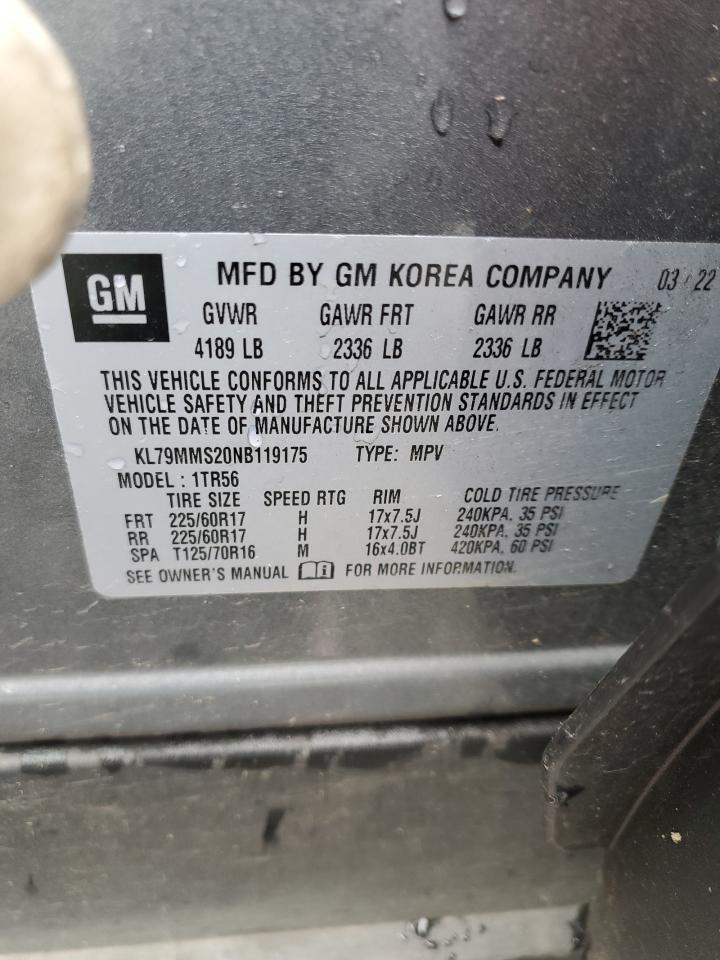 GM MFD BY GM KOREA COMPANY 03 / 22
GVWR GAWR FRT GAWR RR
4189 LB 2336 LB 2336 LB
THIS VEHICLE CONFORMS TO ALL APPLICABLE U.S. FEDERAL MOTOR
VEHICLE SAFETY AND THEFT PREVENTION STANDARDS IN EFFECT
ON THE DATE OF MANUFACTURE SHOWN ABOVE.
KL79MMS20NB119175 TYPE: MPV
MODEL : 1TR56
TIRE SIZE SPEED RTG RIM COLD TIRE PRESSURE
FRT 225/60R17 H 17x7.5J 240KPA, 35 PSI
RR 225/60R17 H 17x7.5J 240KPA, 35 PSI
SPA T125/70R16 M 16x4.0BT 420KPA, 60 PSI
SEE OWNER'S MANUAL FOR MORE INFORMATION.